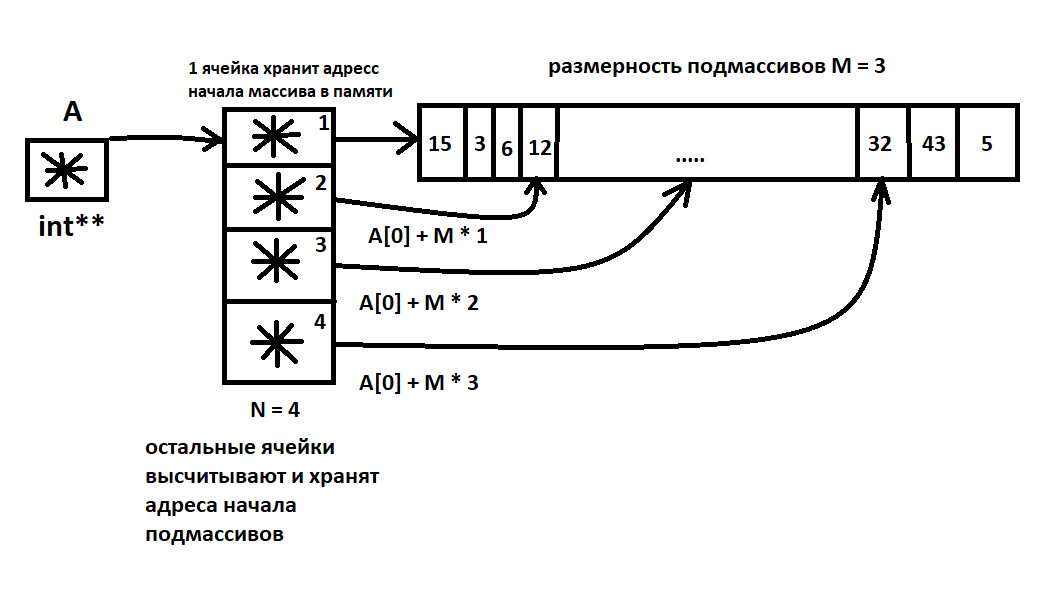 1 ячейка хранит адресс
начала массива в памяти
размерность подмассивов M = 3
A
int**
1
2
3
4
15 3 6 12 ..... 32 43 5
A[0] + M * 1
A[0] + M * 2
A[0] + M * 3
N = 4
остальные ячейки
высчитывают и хранят
адреса начала
подмассивов